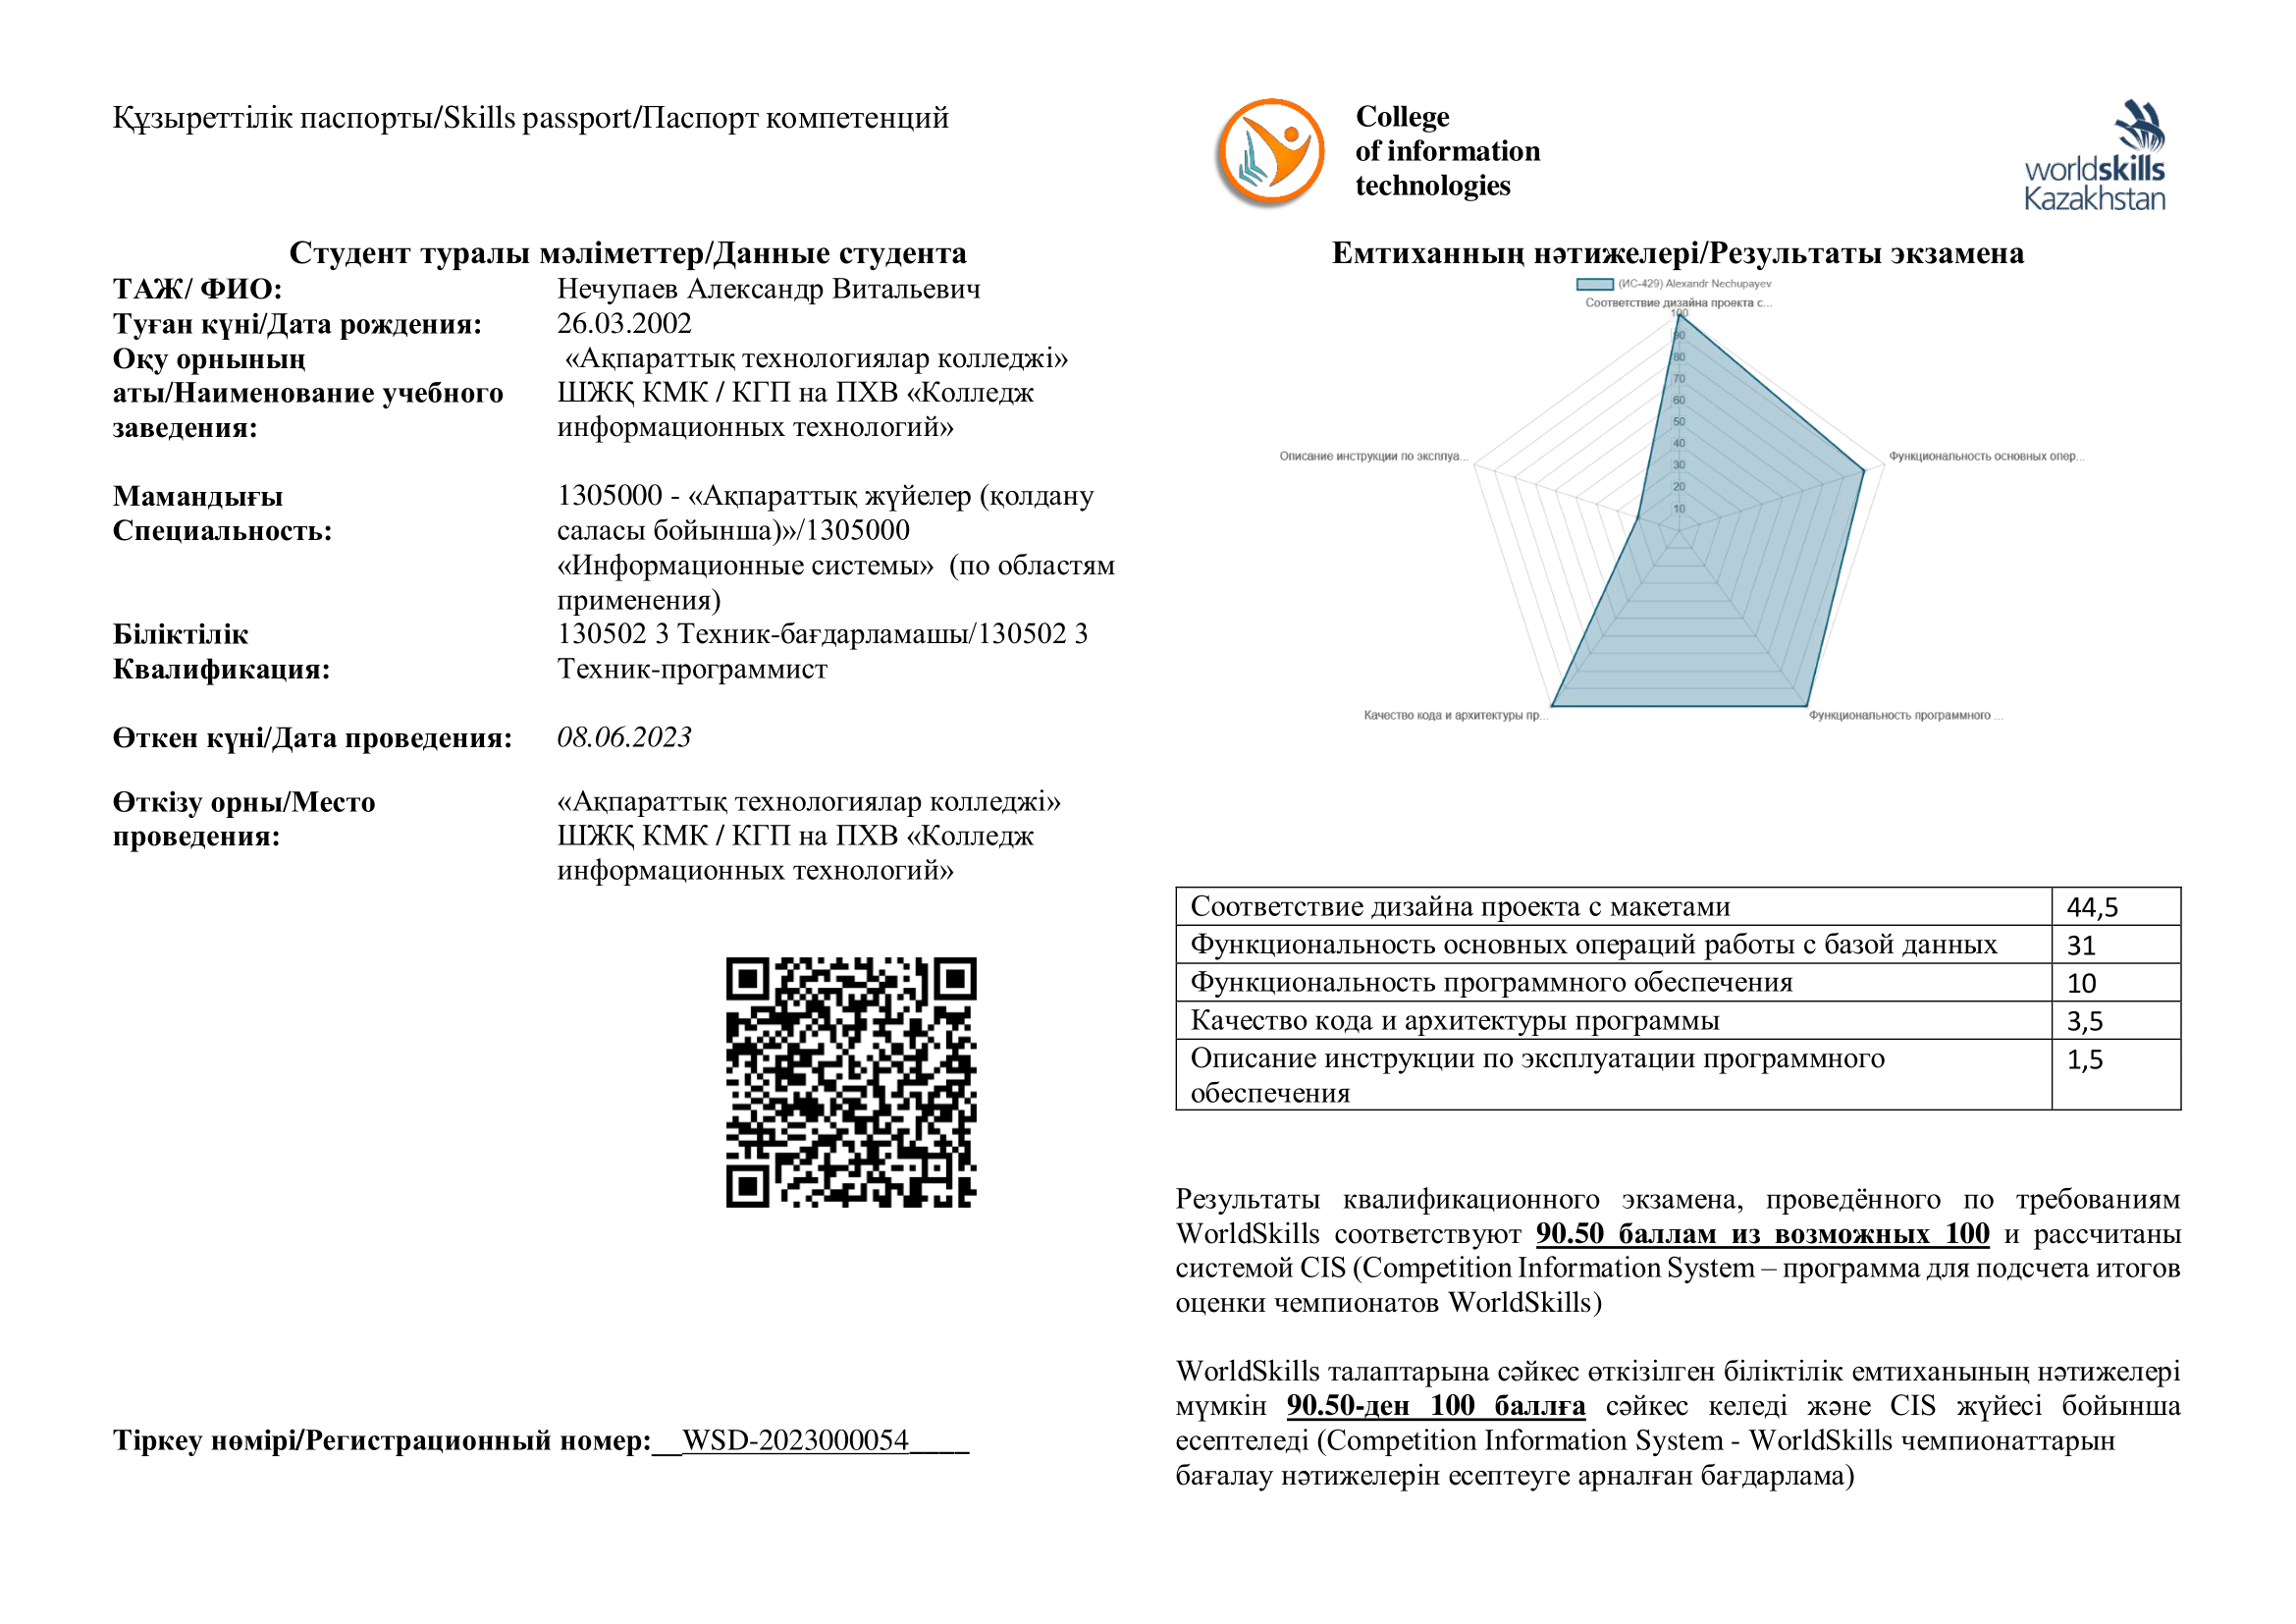 Құзыреттілік паспорты/Skills passport/Паспорт компетенций
Студент туралы мәліметтер/Данные студента
ТАЖ/ ФИО: Нечупаев Александр Витальевич
Туған күні/Дата рождения: 26.03.2002
Оқу орнының аты/Наименование учебного заведения:
«Ақпараттық технологиялар колледжі»
ШЖҚ КМК / КГП на ПХВ «Колледж
информационных технологий»
Мамандығы
Специальность:
1305000 - «Ақпараттық жүйелер (қолдану
саласы бойынша)»/1305000
«Информационные системы» (по областям
применения)
Біліктілік
Квалификация:
130502 3 Техник-бағдарламашы/130502 3
Техник-программист
Өткен күні/Дата проведения: 08.06.2023
Өткізу орны/Место
проведения:
«Ақпараттық технологиялар колледжі»
ШЖҚ КМК / КГП на ПХВ «Колледж
информационных технологий»
Тіркеу нөмірі/Регистрационный номер:__WSD-2023000054____
College
of information
technologies
worldskills
Kazakhstan
Емтиханның нәтижелері/Результаты экзамена
(ИС-429) Alexandr Nechupayev
Соответствие дизайна проекта с...
100
90
80
70
60
50
40
30
20
10
Описание инструкции по эксплуа...
Функциональность основных опер...
Качество кода и архитектуры пр...
Функциональность программного ...
Соответствие дизайна проекта с макетами 44,5
Функциональность основных операций работы с базой данных 31
Функциональность программного обеспечения 10
Качество кода и архитектуры программы 3,5
Описание инструкции по эксплуатации программного 1,5
обеспечения
Результаты квалификационного экзамена, проведённого по требованиям
WorldSkills соответствуют 90.50 баллам из возможных 100 и рассчитаны
системой CIS (Competition Information System – программа для подсчета итогов
оценки чемпионатов WorldSkills)
WorldSkills талаптарына сәйкес өткізілген біліктілік емтиханының нәтижелері
мүмкін 90.50-ден 100 баллға сәйкес келеді және CIS жүйесі бойынша
есептеледі (Competition Information System - WorldSkills чемпионаттарын
бағалау нәтижелерін есептеуге арналған бағдарлама)